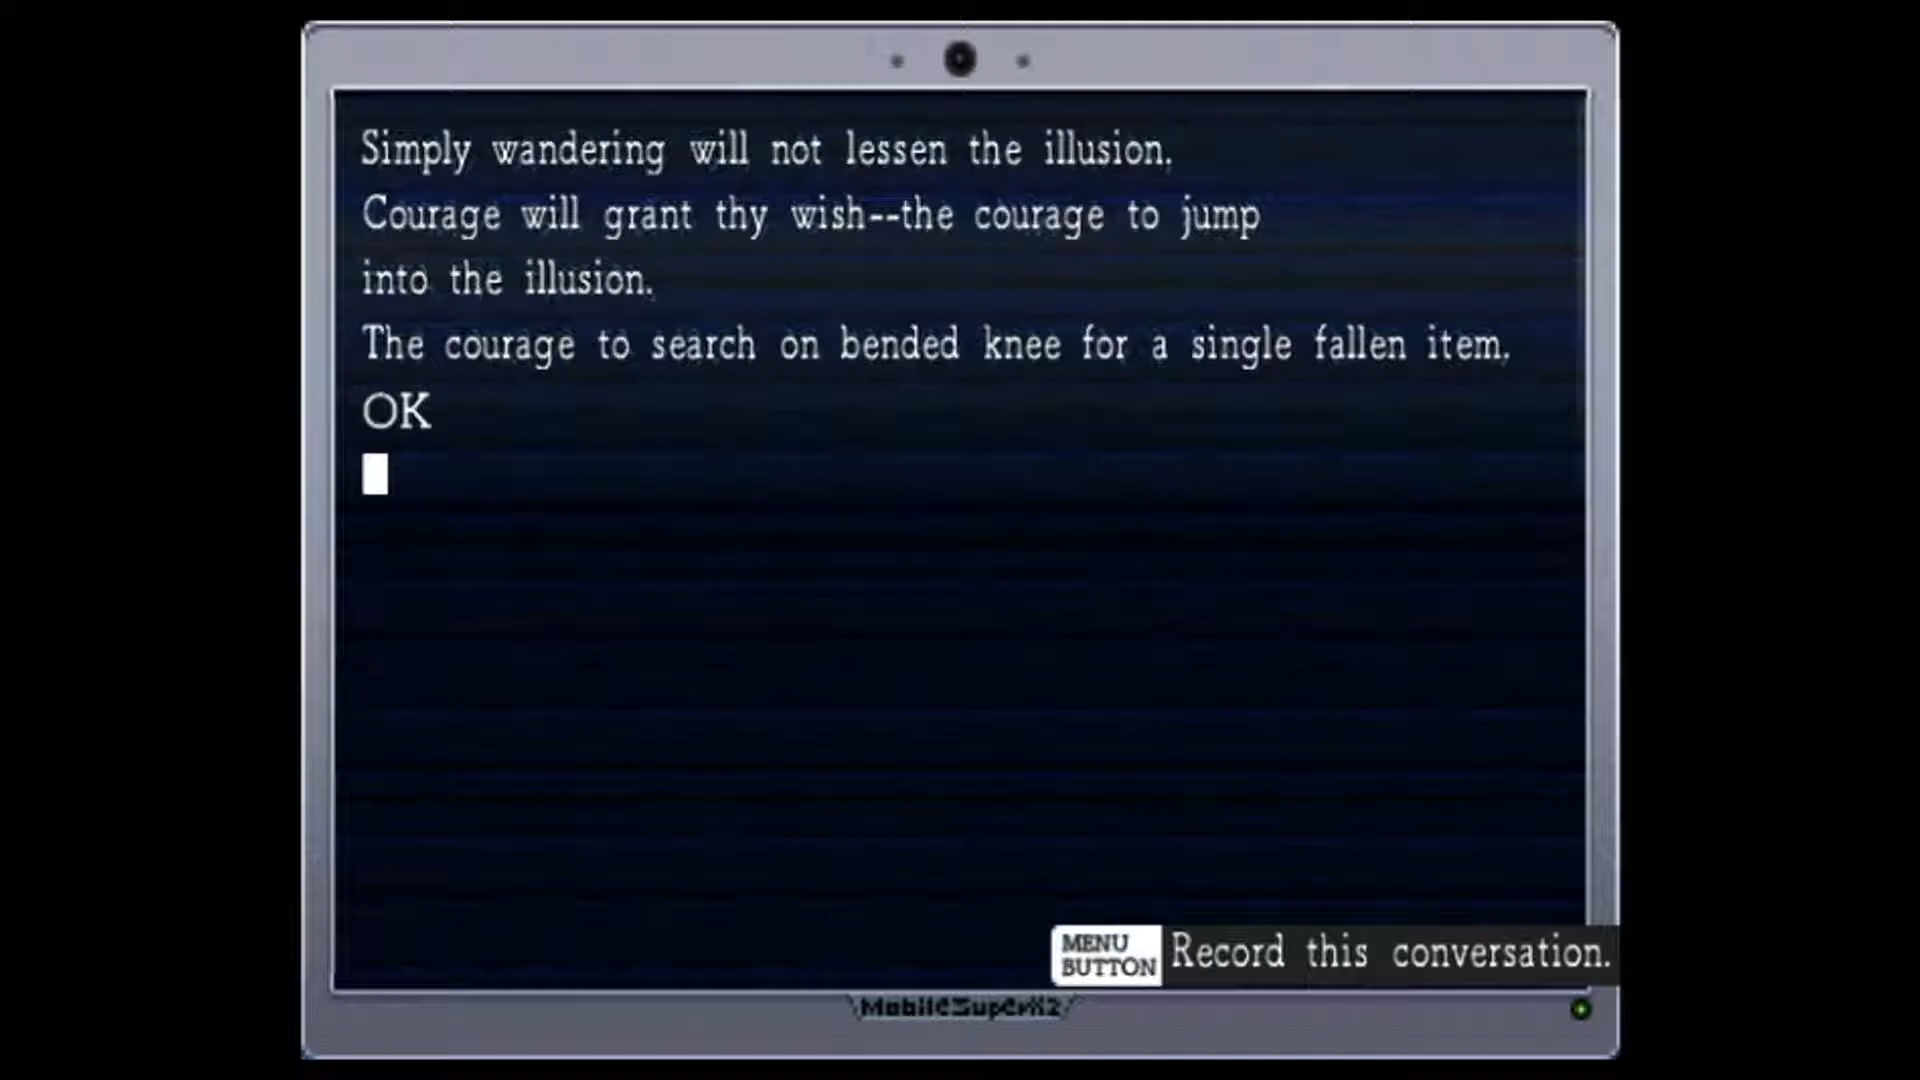 Simply wandering will not lessen the illusion.
Courage will grant thy wish--the courage to jump
into the illusion.
The courage to search on bended knee for a single fallen item.
OK
MENU
BUTTON
Record this conversation.